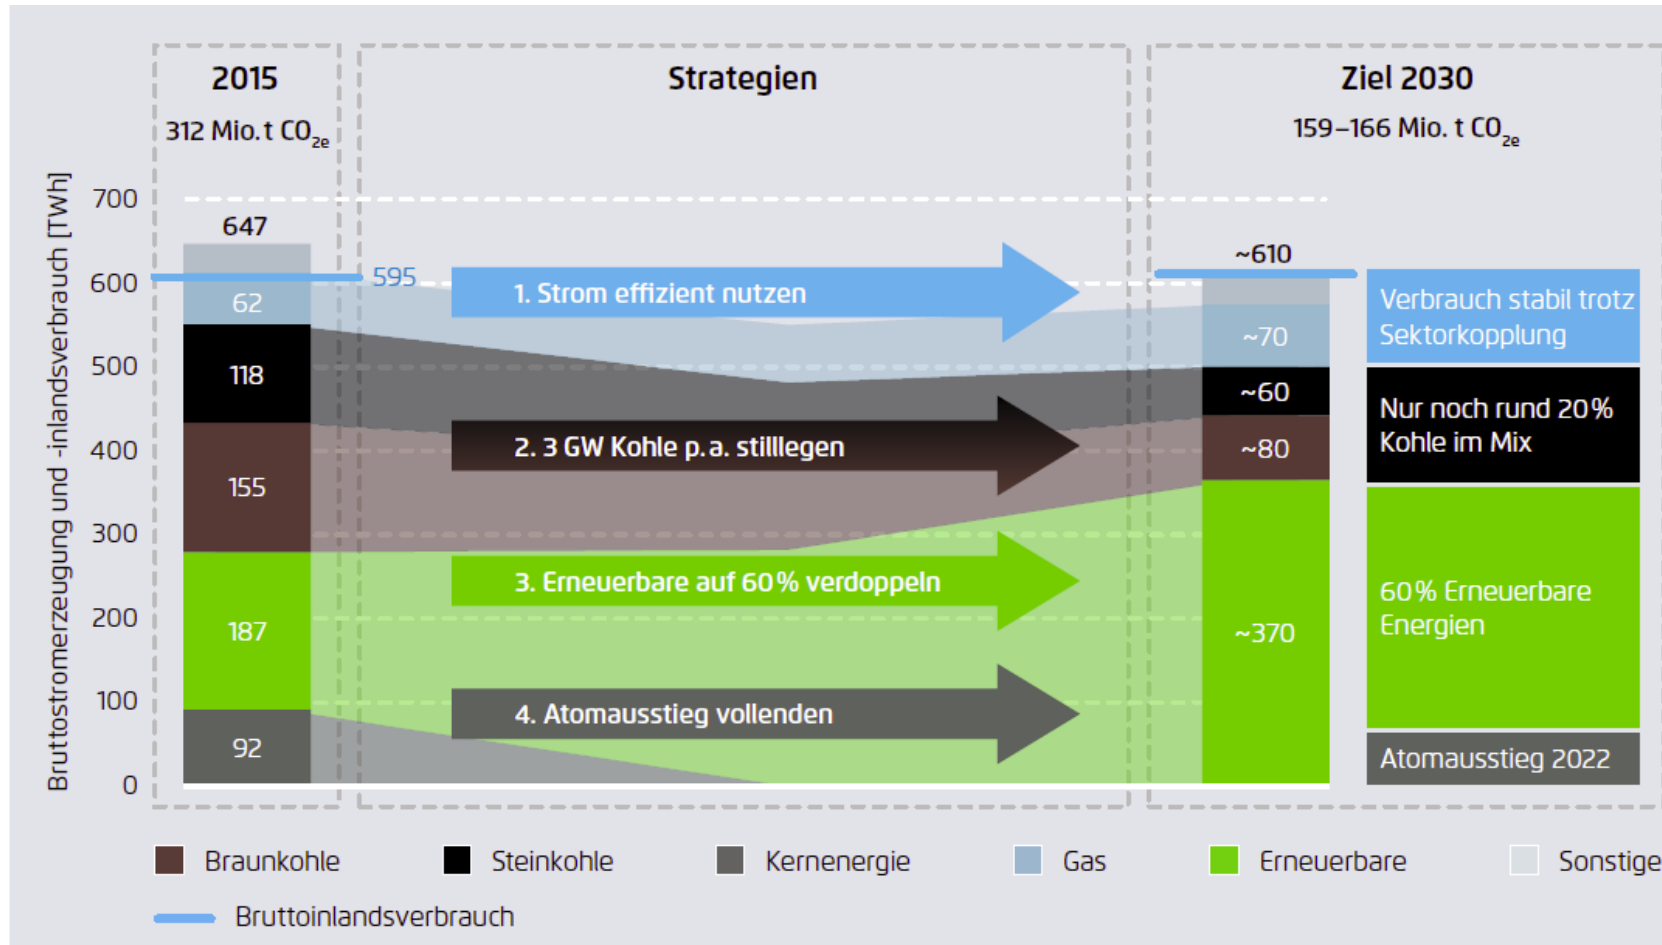 2015
312 Mio. t CO2e
Strategien
Ziel 2030
159–166 Mio. t CO2e
Bruttostromerzeugung und -inlandsverbrauch [TWh]
700
600
500
400
300
200
100
0
647
595
62
118
155
187
92
1. Strom effizient nutzen
2. 3 GW Kohle p. a. stilllegen
3. Erneuerbare auf 60 % verdoppeln
4. Atomausstieg vollenden
~610
~70
~60
~80
~370
Verbrauch stabil trotz
Sektorkopplung
Nur noch rund 20 %
Kohle im Mix
60 % Erneuerbare
Energien
Atomausstieg 2022
Braunkohle
Steinkohle
Kernenergie
Gas
Erneuerbare
Sonstige
Bruttoinlandsverbrauch